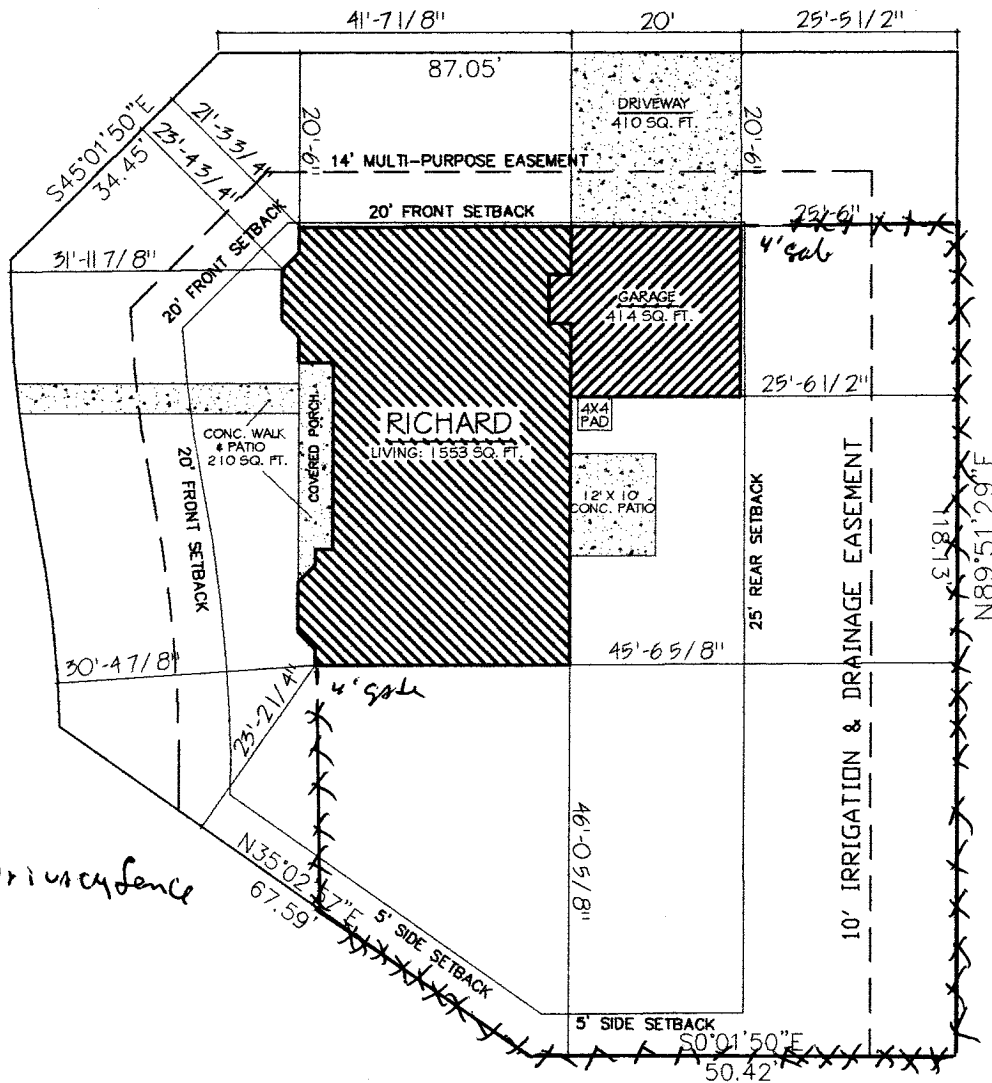 41'-7 1/8" 20' 25'-5 1/2"
87.05'
S45°01'50"E
34.45'
21'-3 3/4"
23'-4 3/4"
20'-6"
DRIVEWAY
410 SQ. FT.
20'-6"
14' MULTI-PURPOSE EASEMENT
20' FRONT SETBACK
25'-6"
4' gate
31'-11 7/8"
20' FRONT SETBACK
GARAGE
414 SQ. FT.
25'-6 1/2"
4X4
PAD
RICHARD
LIVING: 1553 SQ. FT.
COVERED PORCH
CONC. WALK
& PATIO
210 SQ. FT.
12' X 10'
CONC. PATIO
20' FRONT SETBACK
25' REAR SETBACK
10' IRRIGATION & DRAINAGE EASEMENT
118.13'
N89°51'29"E
30'-4 7/8"
45'-6 5/8"
4' gate
23'-2 1/4"
46'-0 5/8"
privacy fence
N35°02'57"E
67.59'
5' SIDE SETBACK
5' SIDE SETBACK
S0°01'50"E
50.42'